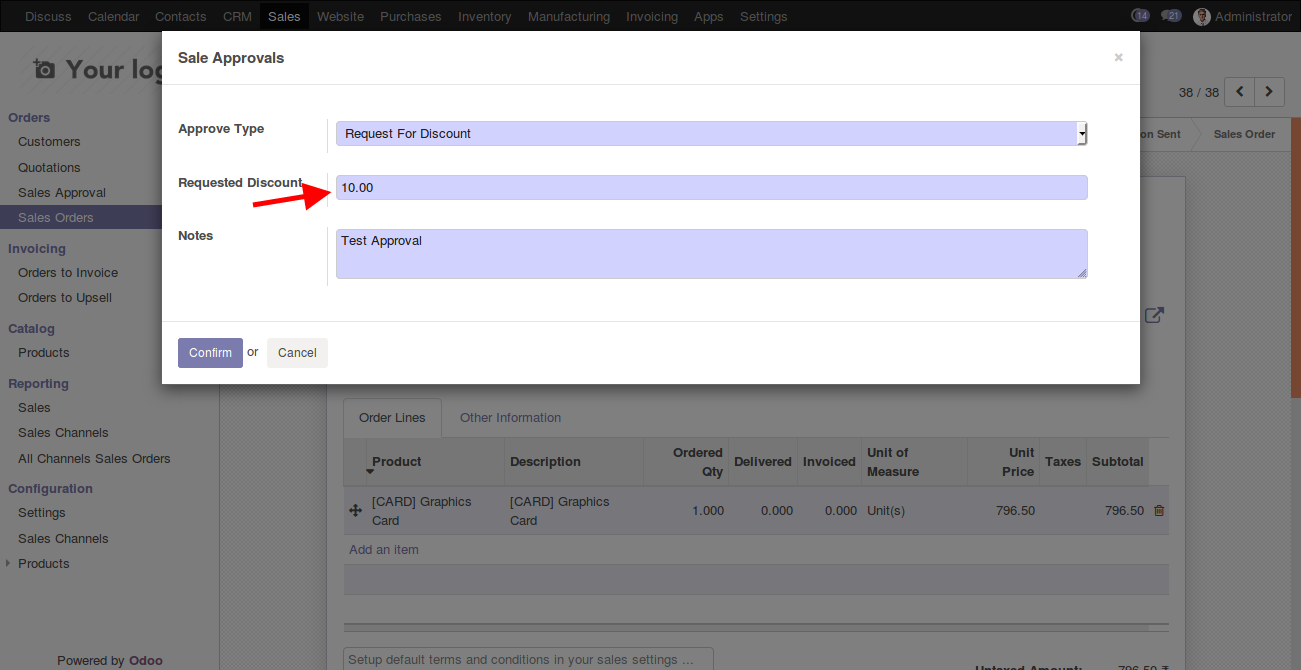 Discuss Calendar Contacts CRM Sales Website Purchases Inventory Manufacturing Invoicing Apps Settings 14 21 Administrator
Sale Approvals ×
Your log
38 / 38
Orders
Customers
Quotations
Sales Approval
Sales Orders
Invoicing
Orders to Invoice
Orders to Upsell
Catalog
Products
Reporting
Sales
Sales Channels
All Channels Sales Orders
Configuration
Settings
Sales Channels
Products
Powered by Odoo
Approve Type
Request For Discount
Requested Discount
10.00
Notes
Test Approval
Confirm or Cancel
on Sent Sales Order
Order Lines Other Information
Product Description Ordered Qty Delivered Invoiced Unit of Measure Unit Price Taxes Subtotal
[CARD] Graphics Card [CARD] Graphics Card 1.000 0.000 0.000 Unit(s) 796.50 796.50
Add an item
Setup default terms and conditions in your sales settings ...
Untaxed Amount: 796.50 ₹